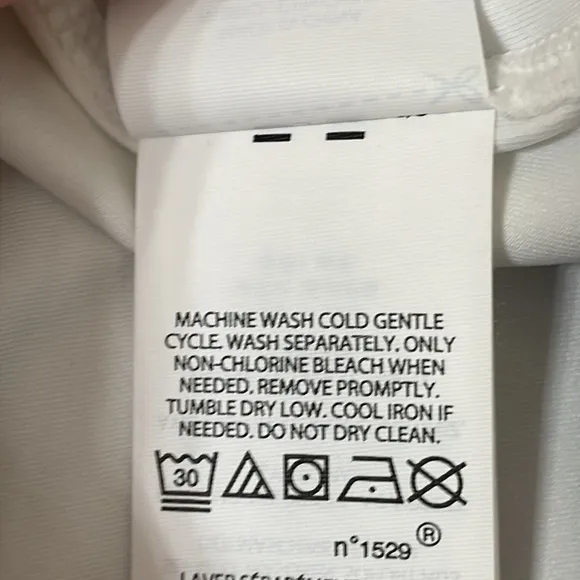 MACHINE WASH COLD GENTLE
CYCLE. WASH SEPARATELY. ONLY
NON-CHLORINE BLEACH WHEN
NEEDED. REMOVE PROMPTLY.
TUMBLE DRY LOW. COOL IRON IF
NEEDED. DO NOT DRY CLEAN.
30
n°1529 ®